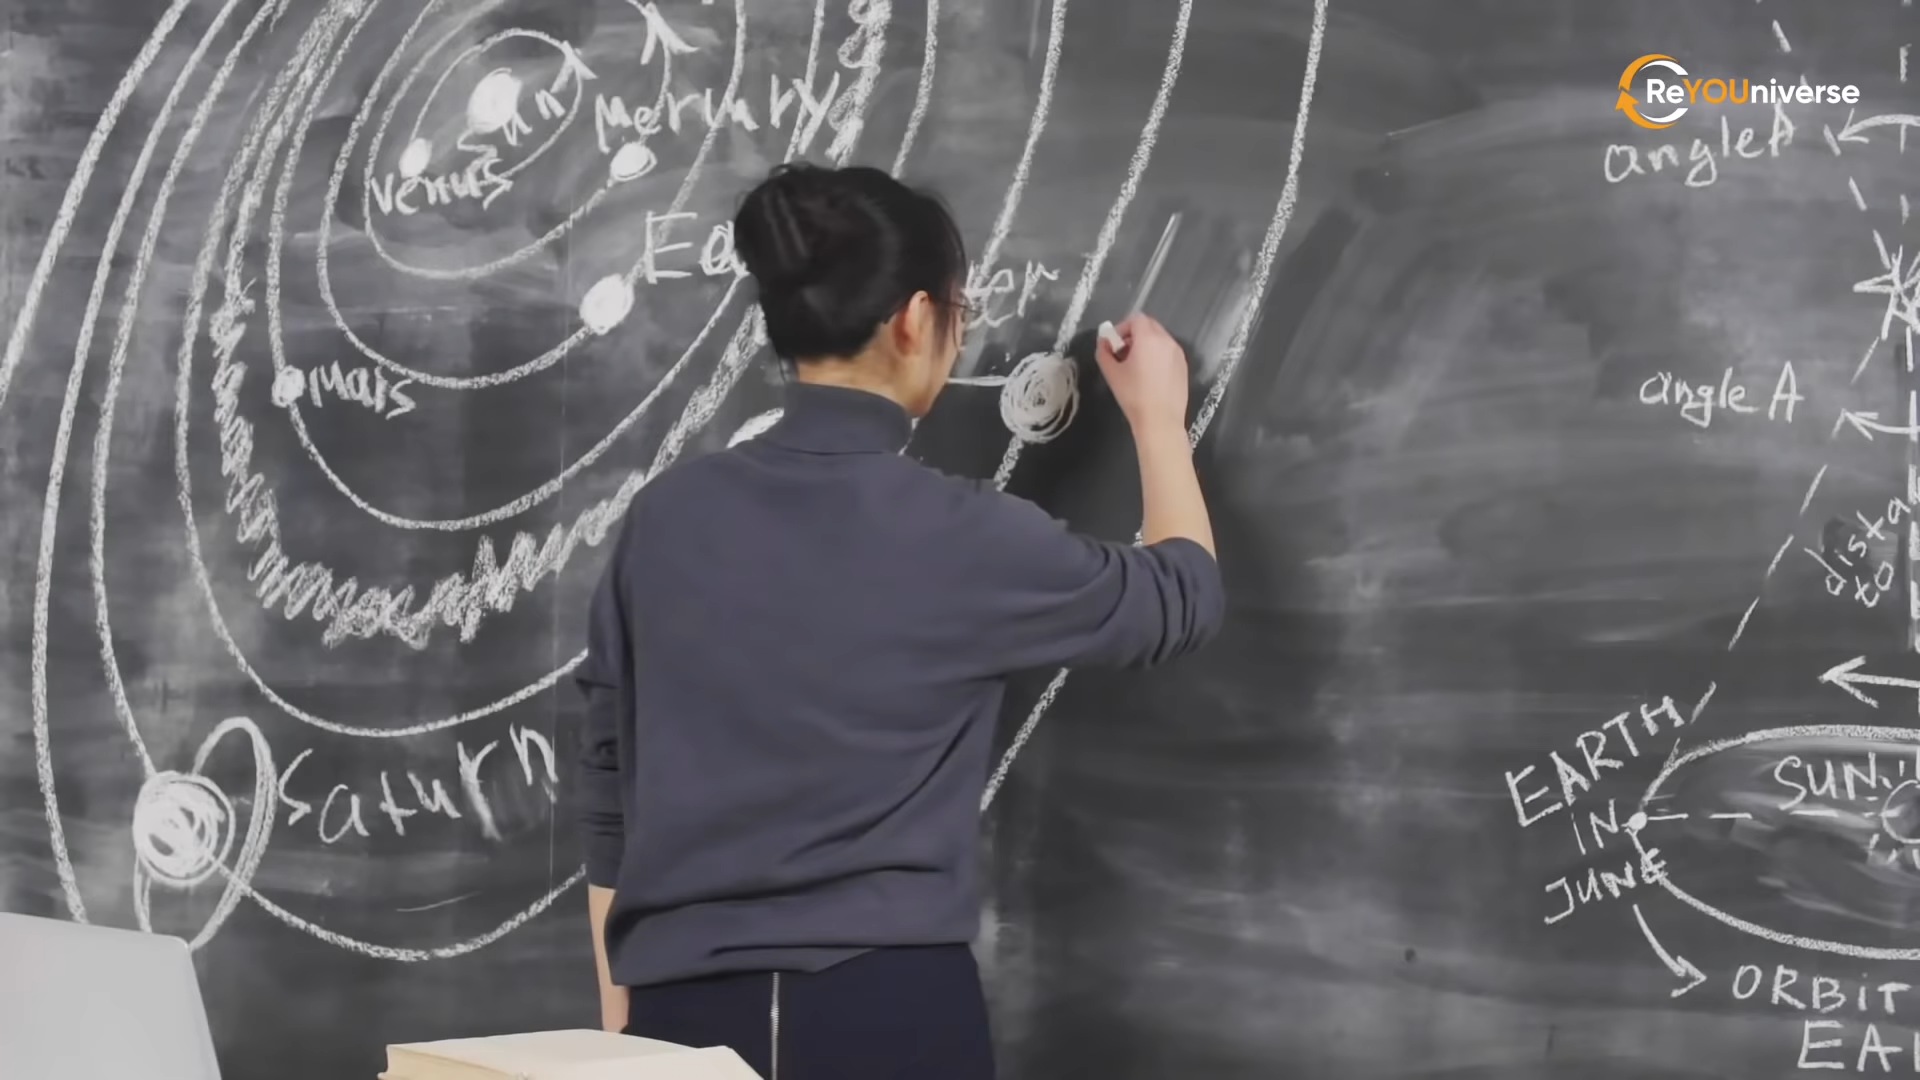 ReYOUniverse
Sun
Mercury
Venus
angle A
Mars
angle A
Saturn
EARTH
IN
JUNE
SUN
ORBIT